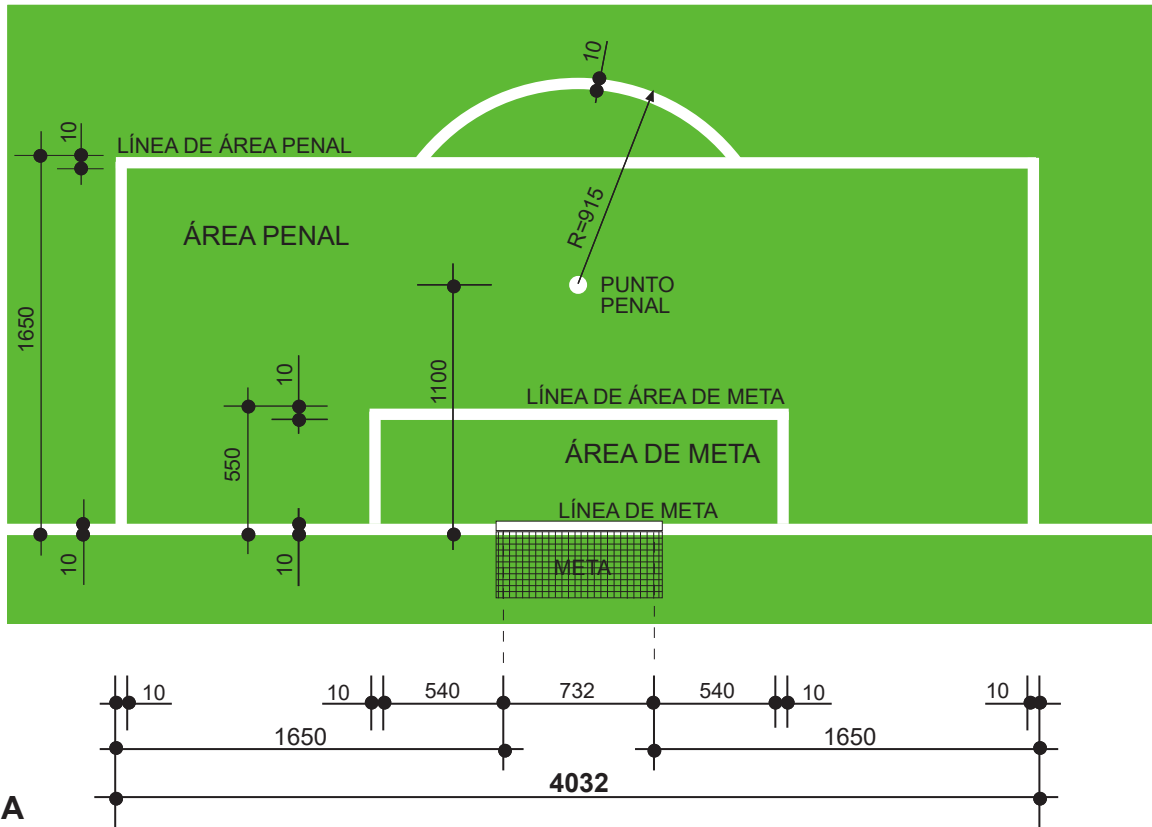 10
10
LÍNEA DE ÁREA PENAL
ÁREA PENAL
R=915
PUNTO
PENAL
1650
1100
10
LÍNEA DE ÁREA DE META
ÁREA DE META
550
LÍNEA DE META
10
10
META
10
10
540
732
540
10
10
1650
1650
4032
A